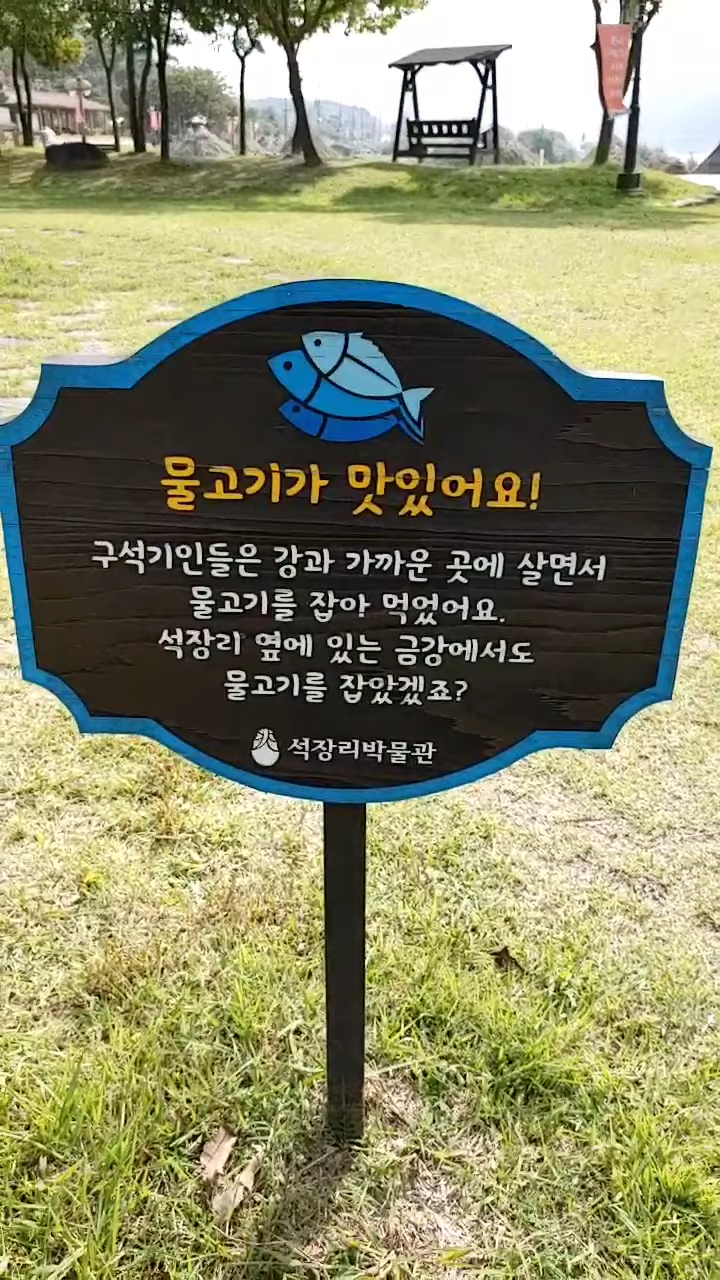 물고기가 맛있어요!
구석기인들은 강과 가까운 곳에 살면서
물고기를 잡아 먹었어요.
석장리 옆에 있는 금강에서도
물고기를 잡았겠죠?
석장리박물관